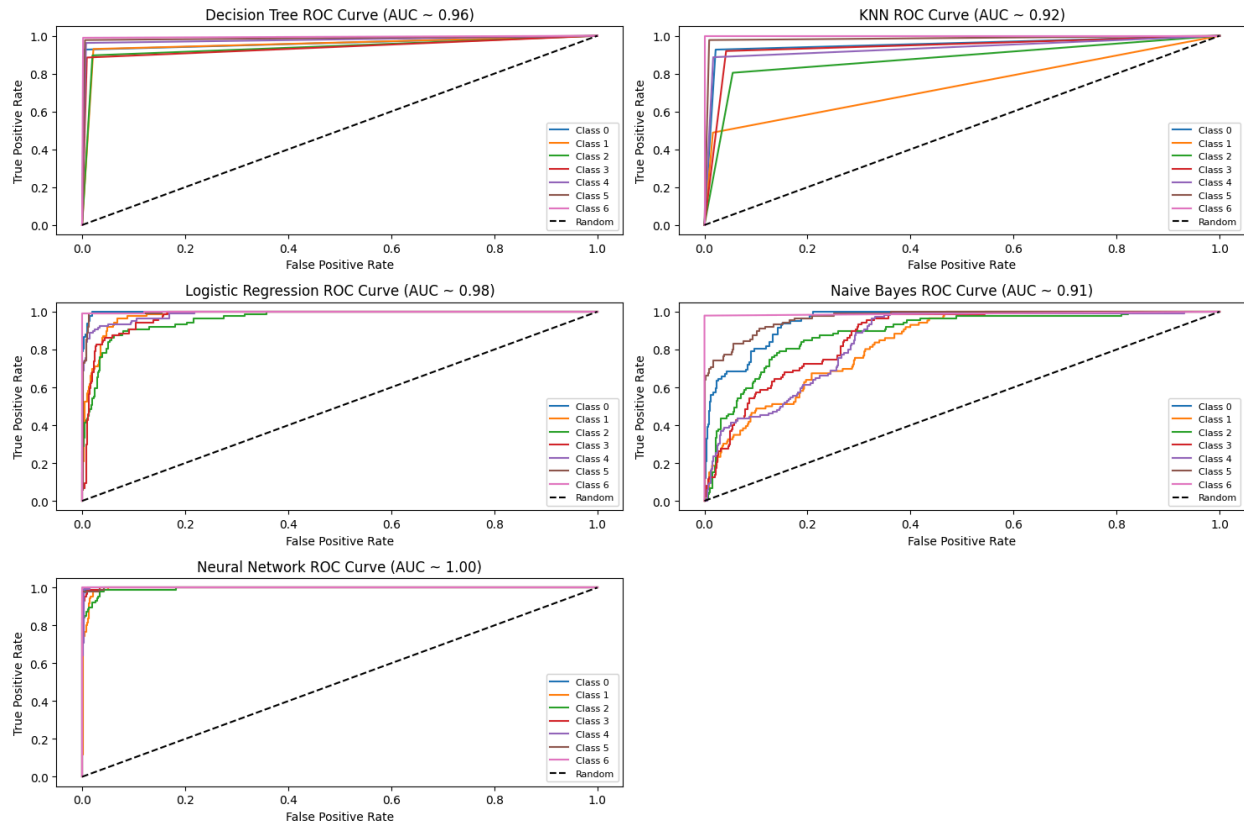 Decision Tree ROC Curve (AUC ~ 0.96)
True Positive Rate
1.0
0.8
0.6
0.4
0.2
0.0
Class 0
Class 1
Class 2
Class 3
Class 4
Class 5
Class 6
Random
0.0 0.2 0.4 0.6 0.8 1.0
False Positive Rate
KNN ROC Curve (AUC ~ 0.92)
True Positive Rate
1.0
0.8
0.6
0.4
0.2
0.0
Class 0
Class 1
Class 2
Class 3
Class 4
Class 5
Class 6
Random
0.0 0.2 0.4 0.6 0.8 1.0
False Positive Rate
Logistic Regression ROC Curve (AUC ~ 0.98)
True Positive Rate
1.0
0.8
0.6
0.4
0.2
0.0
Class 0
Class 1
Class 2
Class 3
Class 4
Class 5
Class 6
Random
0.0 0.2 0.4 0.6 0.8 1.0
False Positive Rate
Naive Bayes ROC Curve (AUC ~ 0.91)
True Positive Rate
1.0
0.8
0.6
0.4
0.2
0.0
Class 0
Class 1
Class 2
Class 3
Class 4
Class 5
Class 6
Random
0.0 0.2 0.4 0.6 0.8 1.0
False Positive Rate
Neural Network ROC Curve (AUC ~ 1.00)
True Positive Rate
1.0
0.8
0.6
0.4
0.2
0.0
Class 0
Class 1
Class 2
Class 3
Class 4
Class 5
Class 6
Random
0.0 0.2 0.4 0.6 0.8 1.0
False Positive Rate